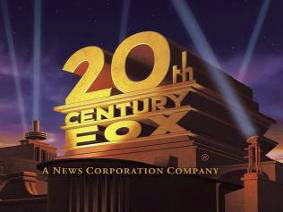 20th
CENTURY
FOX
®
A NEWS CORPORATION COMPANY